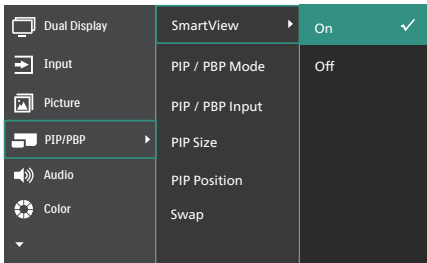 Dual Display
Input
Picture
PIP/PBP
Audio
Color
SmartView
PIP / PBP Mode
PIP / PBP Input
PIP Size
PIP Position
Swap
On
Off